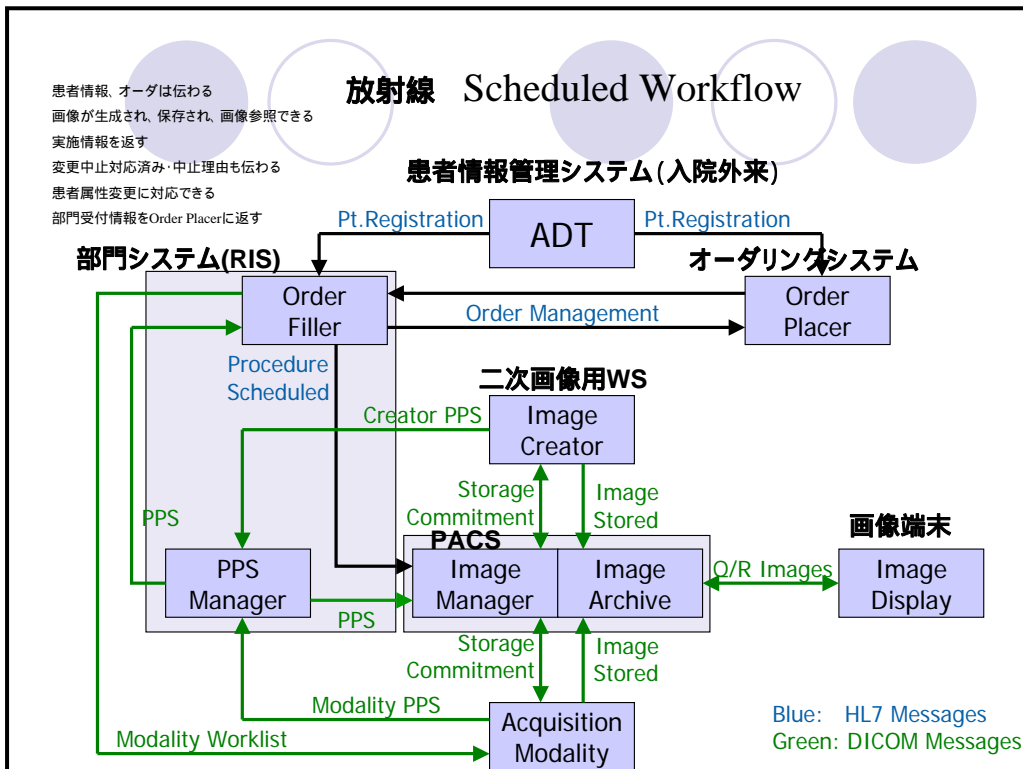 放射線 Scheduled Workflow
患者情報、オーダは伝わる
画像が生成され、保存され、画像参照できる
実施情報を返す
変更中止対応済み・中止理由も伝わる
患者属性変更に対応できる
部門受付情報をOrder Placerに返す
患者情報管理システム(入院外来)
Pt.Registration
ADT
Pt.Registration
部門システム(RIS)
オーダリングシステム
Order
Filler
Order Management
Order
Placer
Procedure
Scheduled
二次画像用WS
Creator PPS
Image
Creator
PPS
Storage
Commitment
Image
Stored
画像端末
PACS
PPS
Manager
PPS
Image
Manager
Image
Archive
Q/R Images
Image
Display
Storage
Commitment
Image
Stored
Modality PPS
Modality Worklist
Acquisition
Modality
Blue: HL7 Messages
Green: DICOM Messages